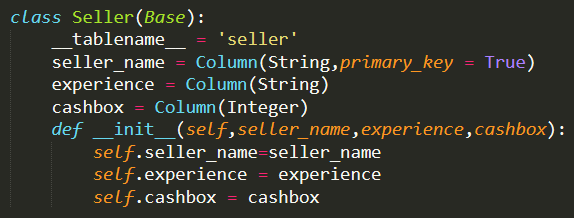 class Seller(Base):
    __tablename__ = 'seller'
    seller_name = Column(String,primary_key = True)
    experience = Column(String)
    cashbox = Column(Integer)
    def __init__(self,seller_name,experience,cashbox):
        self.seller_name=seller_name
        self.experience = experience
        self.cashbox = cashbox